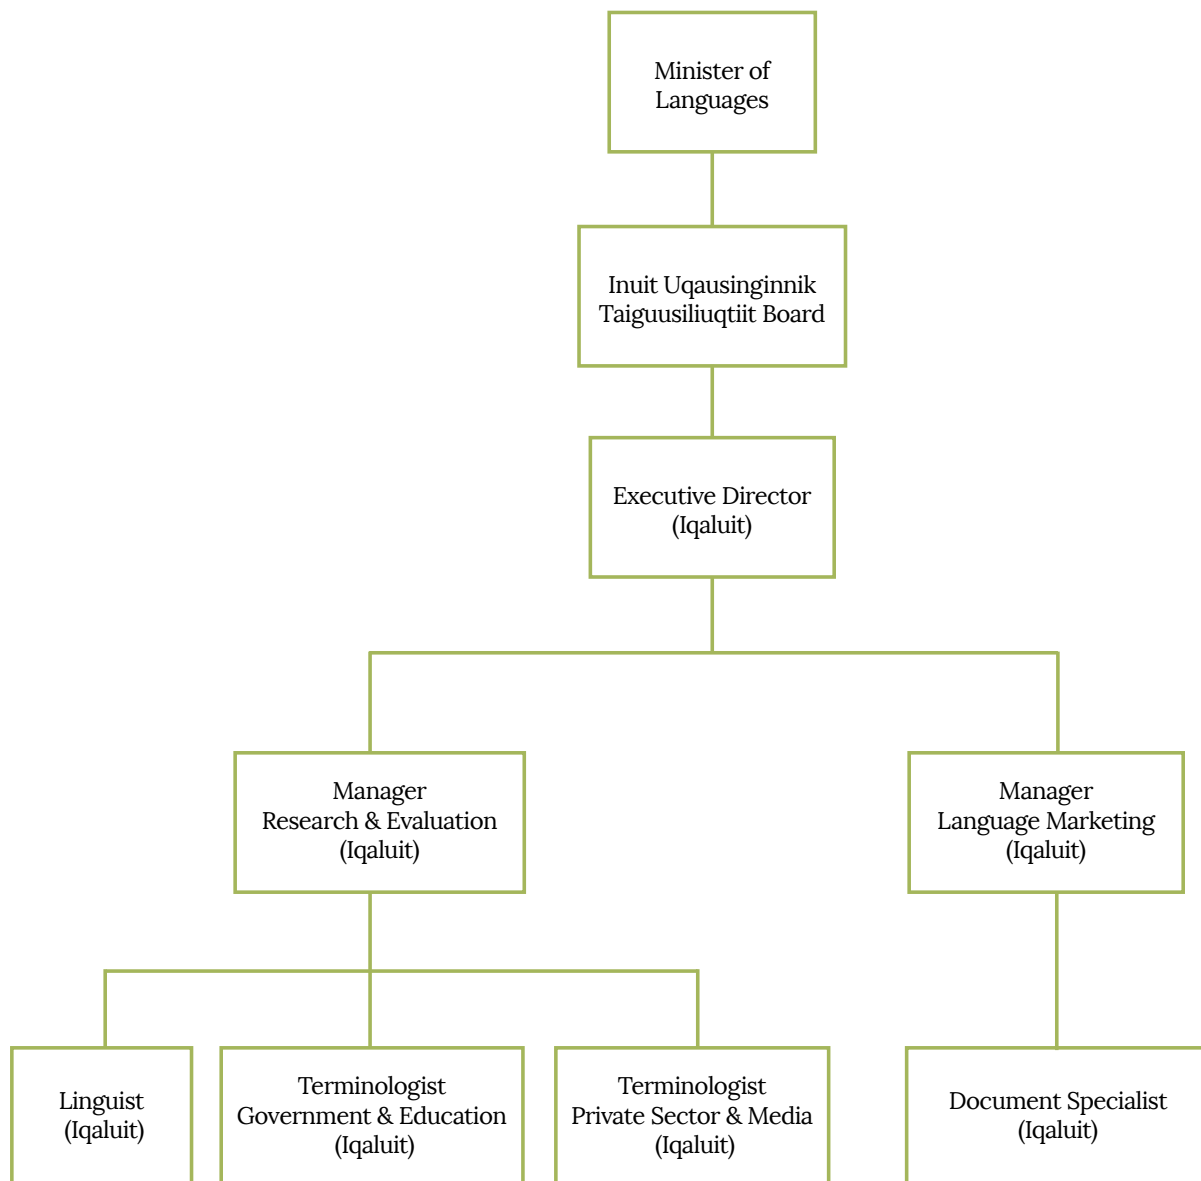 Minister of
Languages
Inuit Uqausinginnik
Taiguusiliuqtiit Board
Executive Director
(Iqaluit)
Manager
Research & Evaluation
(Iqaluit)
Manager
Language Marketing
(Iqaluit)
Linguist
(Iqaluit)
Terminologist
Government & Education
(Iqaluit)
Terminologist
Private Sector & Media
(Iqaluit)
Document Specialist
(Iqaluit)